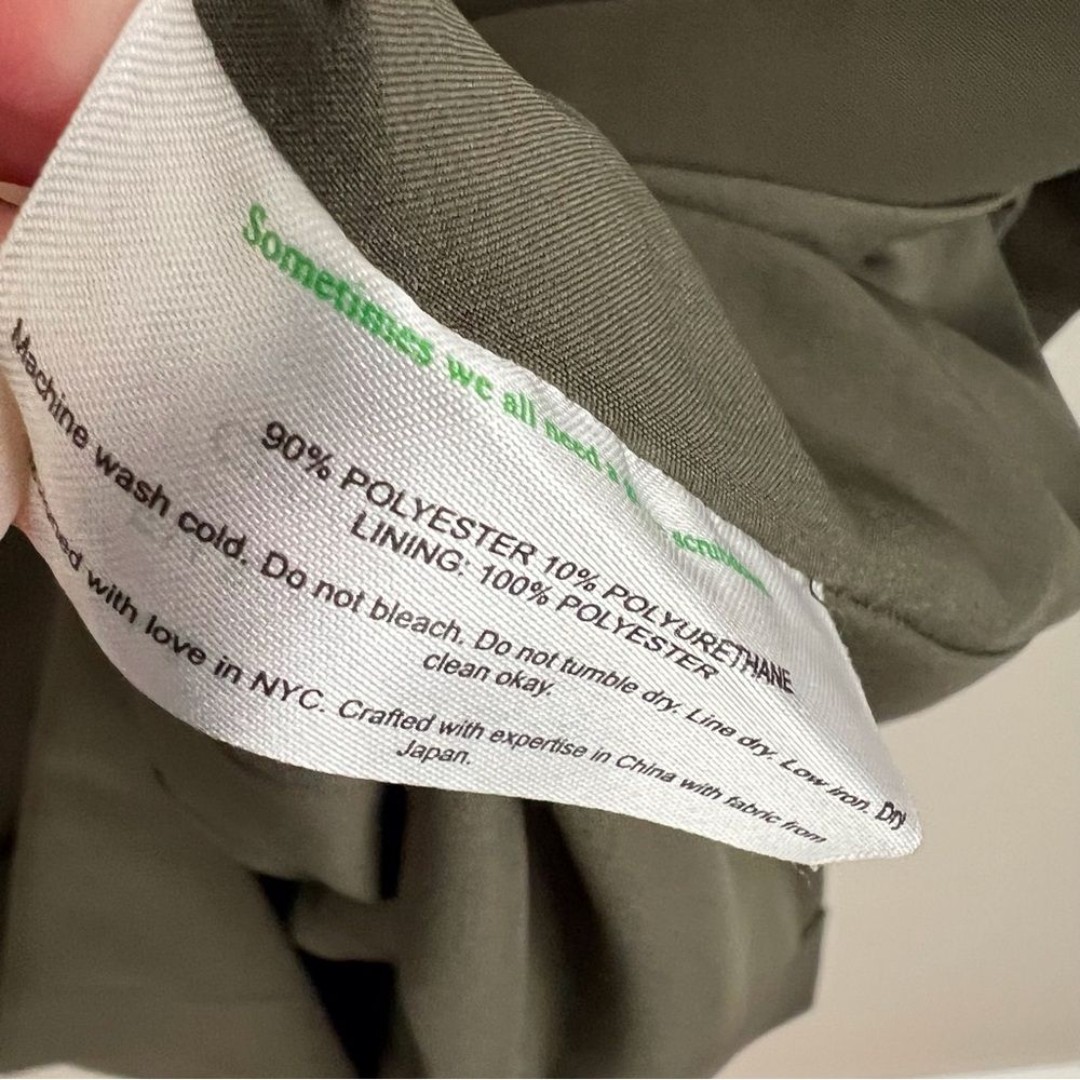 Sometimes we all need a
90% POLYESTER 10% POLYURETHANE
LINING: 100% POLYESTER
Machine wash cold. Do not bleach. Do not tumble dry. Line dry. Low iron. Dry
clean okay.
with love in NYC. Crafted with expertise in China with fabric from
Japan.